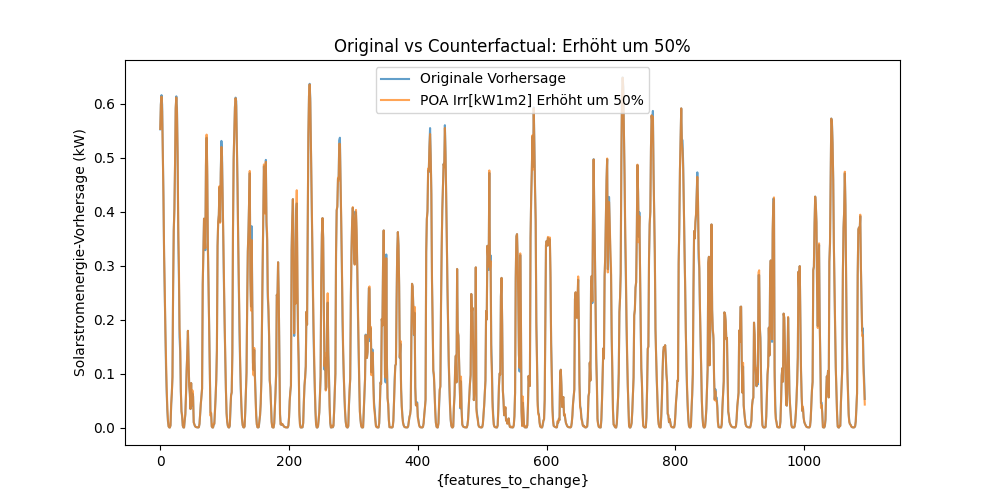 Original vs Counterfactual: Erhöht um 50%
Originale Vorhersage
POA Irr[kW1m2] Erhöht um 50%
Solarstromenergie-Vorhersage (kW)
0.6
0.5
0.4
0.3
0.2
0.1
0.0
0 200 400 600 800 1000
{features_to_change}